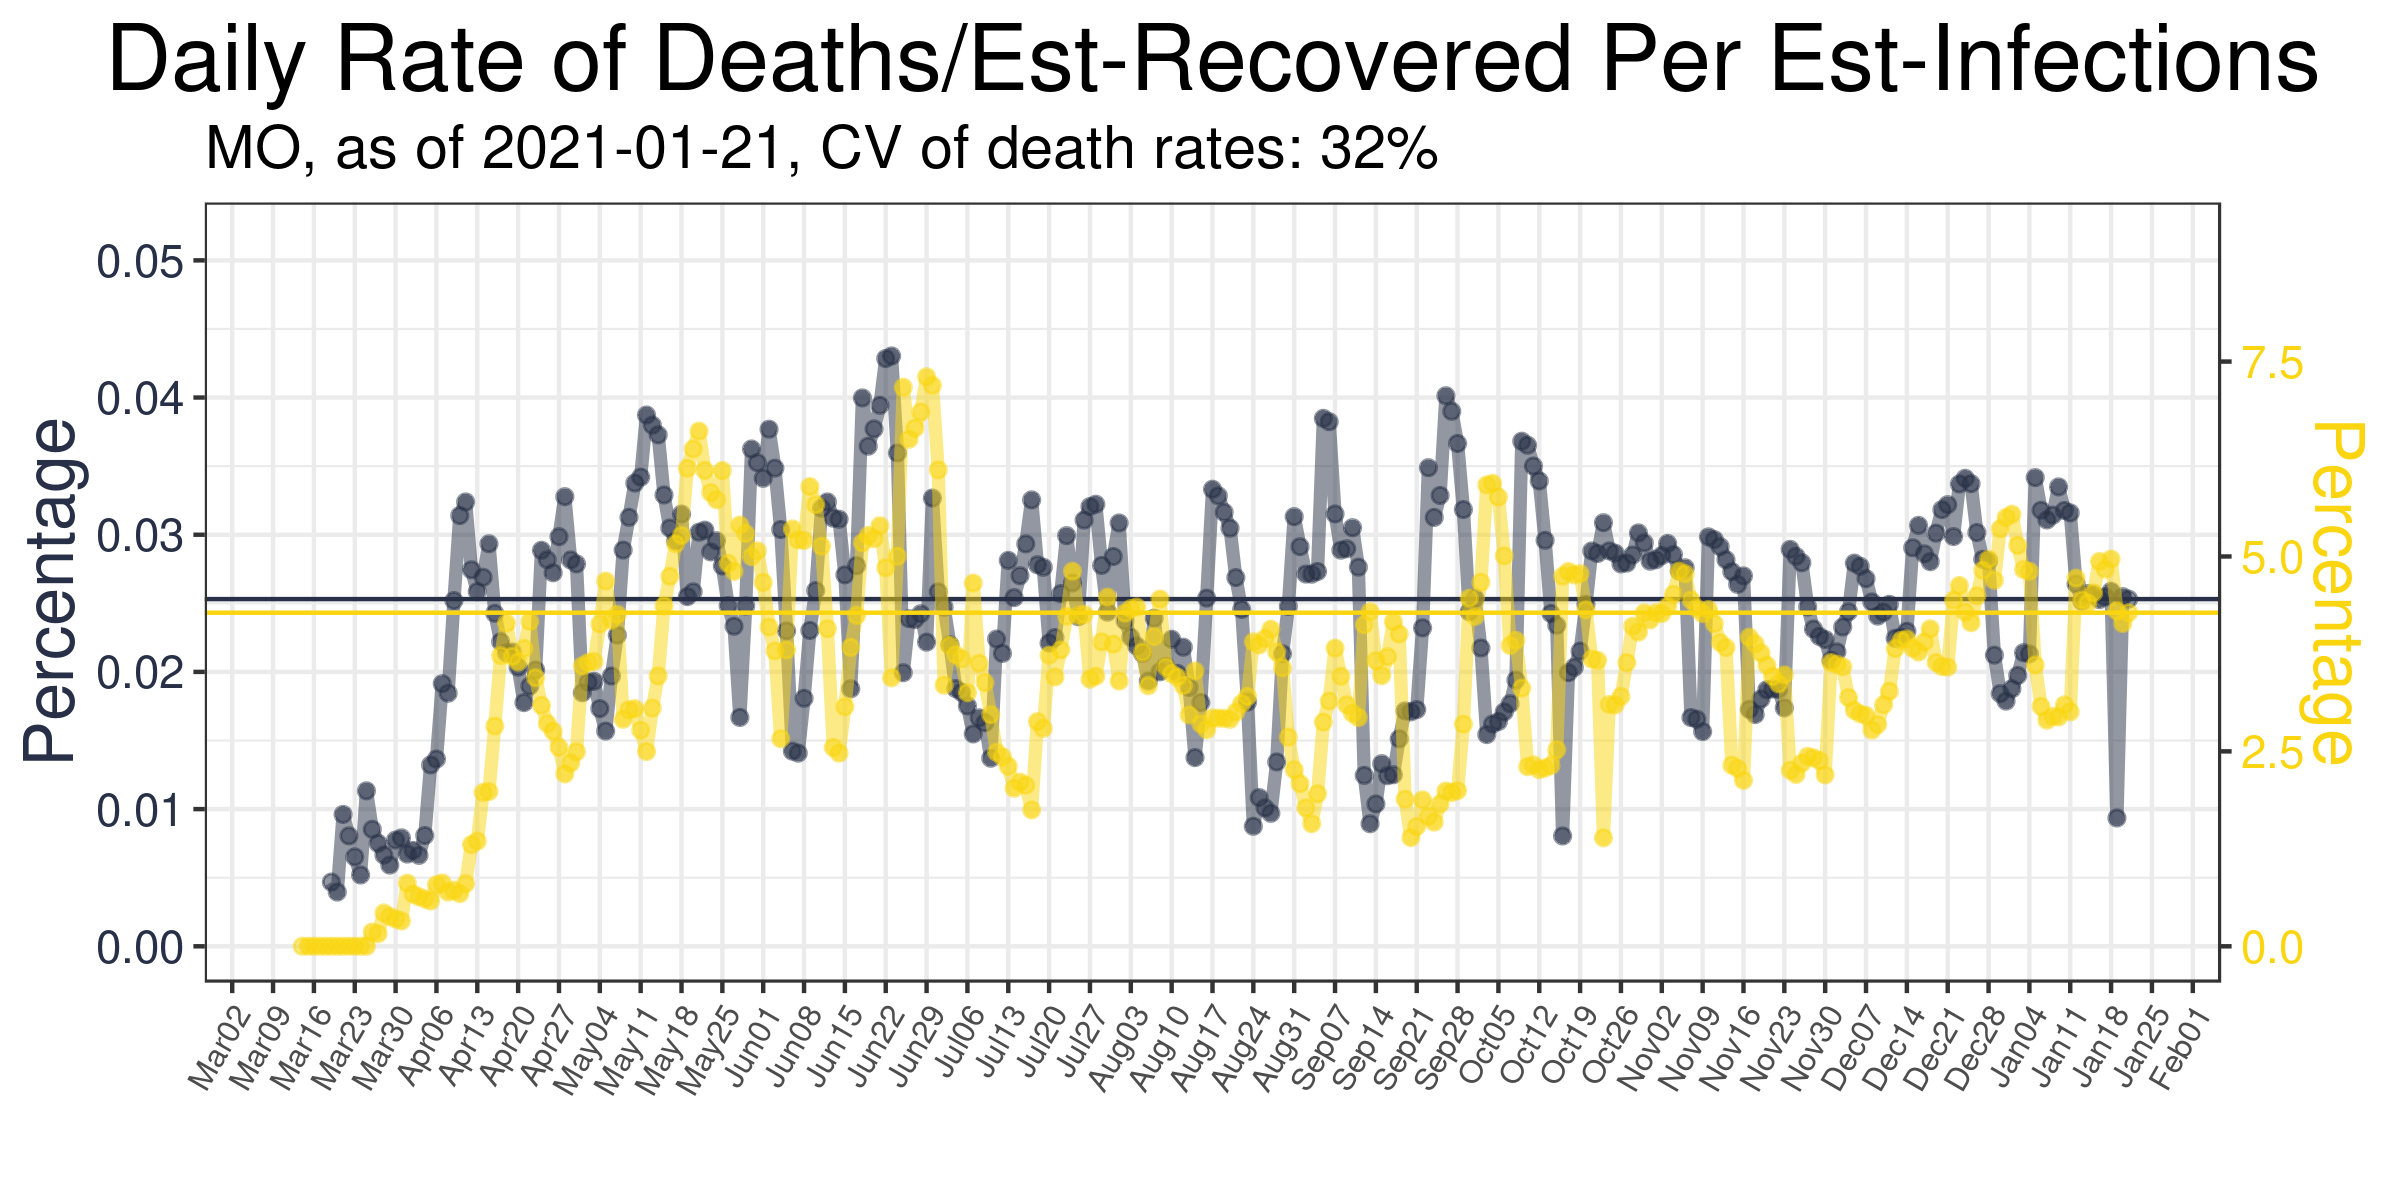 Daily Rate of Deaths/Est-Recovered Per Est-Infections
MO, as of 2021-01-21, CV of death rates: 32%
Percentage
0.05
0.04
0.03
0.02
0.01
0.00
7.5
5.0
2.5
0.0
Percentage
Mar02
Mar09
Mar16
Mar23
Mar30
Apr06
Apr13
Apr20
Apr27
May04
May11
May18
May25
Jun01
Jun08
Jun15
Jun22
Jun29
Jul06
Jul13
Jul20
Jul27
Aug03
Aug10
Aug17
Aug24
Aug31
Sep07
Sep14
Sep21
Sep28
Oct05
Oct12
Oct19
Oct26
Nov02
Nov09
Nov16
Nov23
Nov30
Dec07
Dec14
Dec21
Dec28
Jan04
Jan11
Jan18
Jan25
Feb01